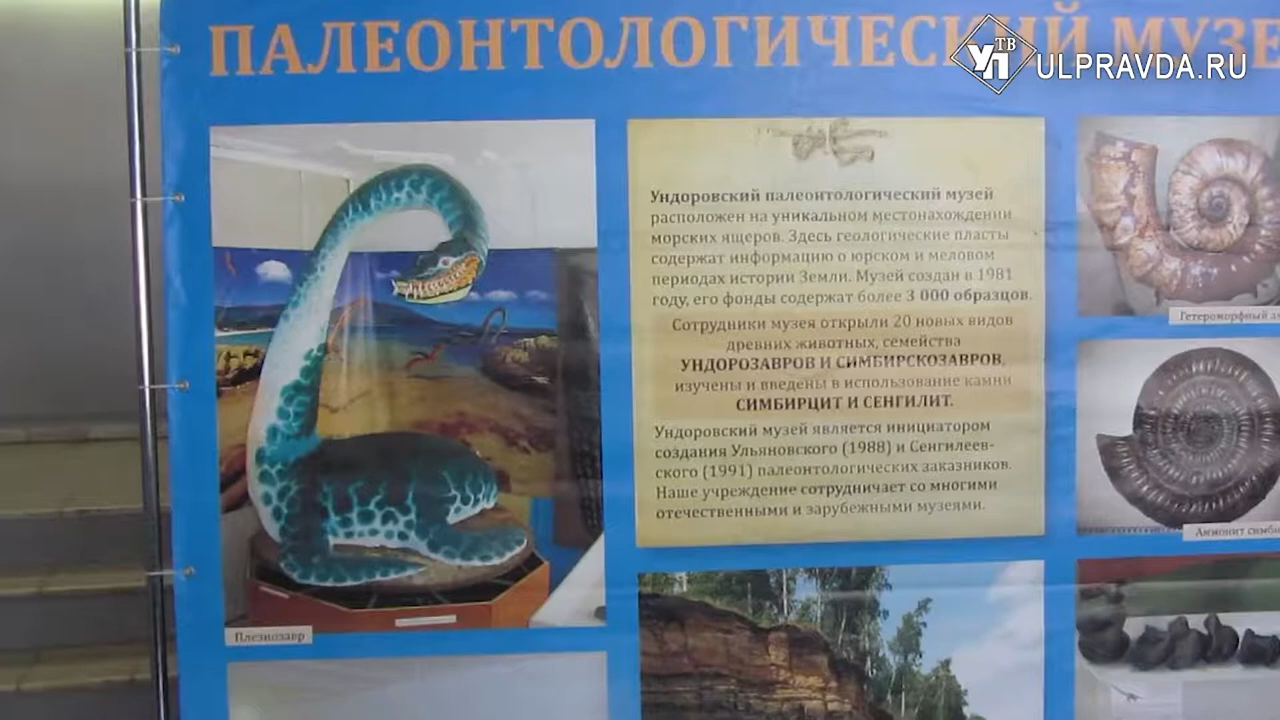 ПАЛЕОНТОЛОГИЧЕСКИЙ МУЗЕ
УП ТВ
ULPRAVDA.RU
Ундоровский палеонтологический музей
расположен на уникальном местонахождении
морских ящеров. Здесь геологические пласты
содержат информацию о юрском и меловом
периодах истории Земли. Музей создан в 1981
году, его фонды содержат более 3 000 образцов.
Сотрудники музея открыли 20 новых видов
древних животных, семейства
УНДОРОЗАВРОВ И СИМБИРСКОЗАВРОВ,
изучены и введены в использование камни
СИМБИРЦИТ И СЕНГИЛИТ.
Ундоровский музей является инициатором
создания Ульяновского (1988) и Сенгилеев-
ского (1991) палеонтологических заказников.
Наше учреждение сотрудничает со многими
отечественными и зарубежными музеями.
Плезиозавр
Гетероморфный
Аммонит